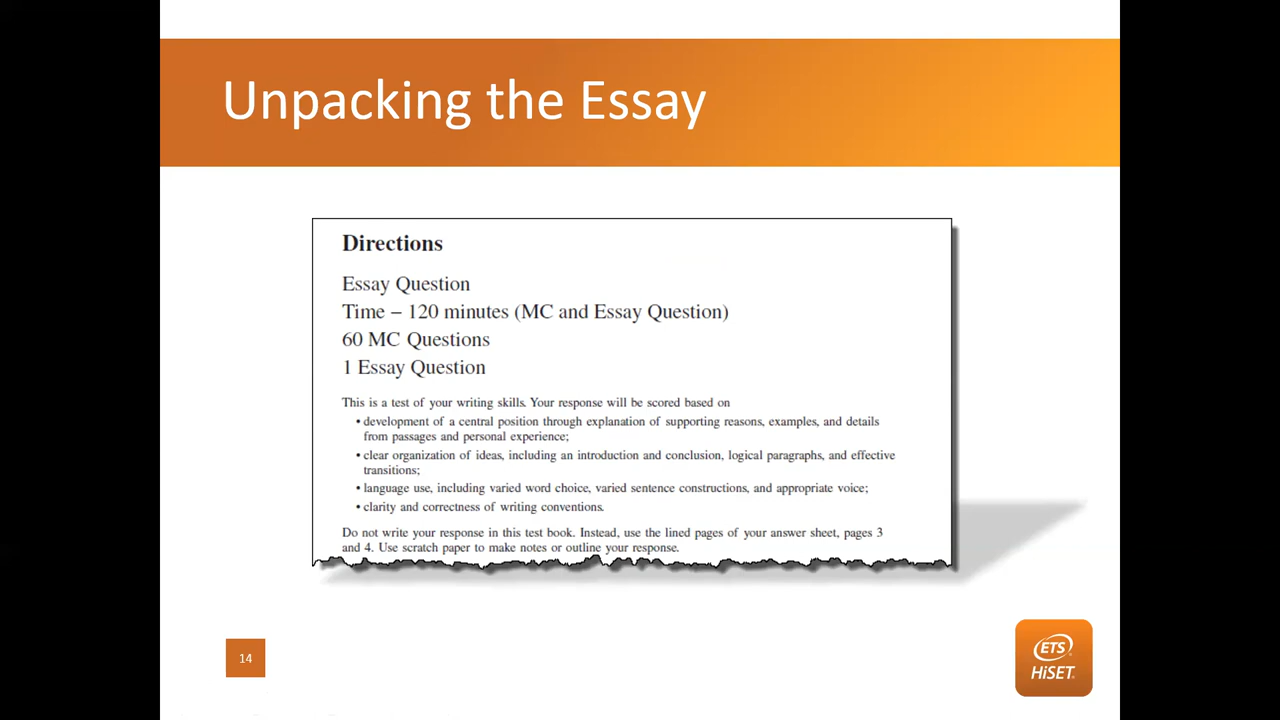 Unpacking the Essay
Directions
Essay Question
Time – 120 minutes (MC and Essay Question)
60 MC Questions
1 Essay Question
This is a test of your writing skills. Your response will be scored based on
• development of a central position through explanation of supporting reasons, examples, and details
from passages and personal experience;
• clear organization of ideas, including an introduction and conclusion, logical paragraphs, and effective
transitions;
• language use, including varied word choice, varied sentence constructions, and appropriate voice;
• clarity and correctness of writing conventions.
Do not write your response in this test book. Instead, use the lined pages of your answer sheet, pages 3
and 4. Use scratch paper to make notes or outline your response.
14
ETS
HiSET